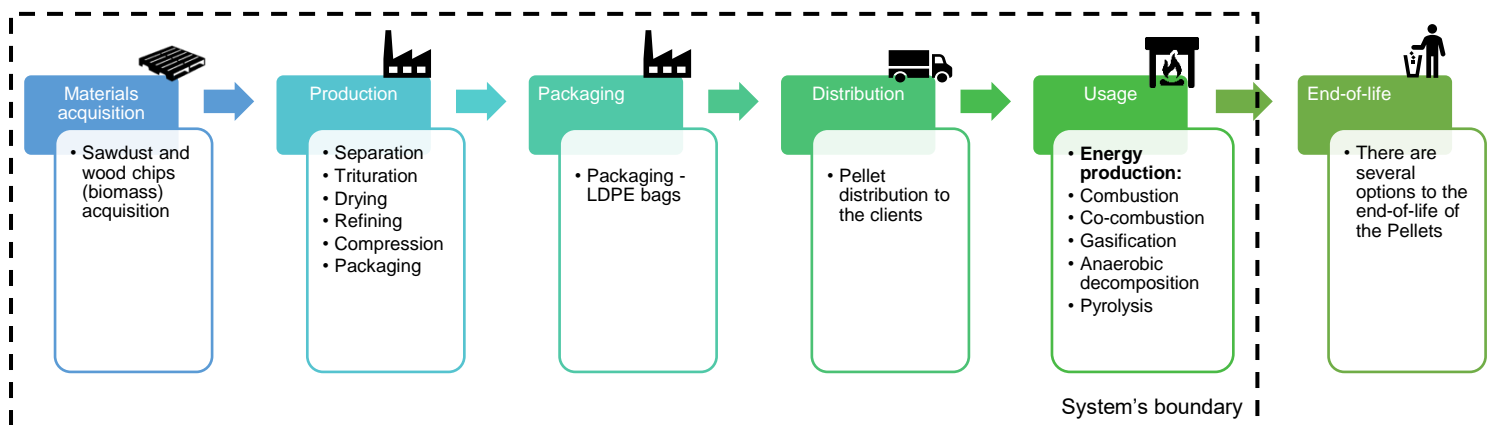 Materials
acquisition
• Sawdust and
wood chips
(biomass)
acquisition
Production
• Separation
• Trituration
• Drying
• Refining
• Compression
• Packaging
Packaging
• Packaging -
LDPE bags
Distribution
• Pellet
distribution to
the clients
Usage
• Energy
production:
• Combustion
• Co-combustion
• Gasification
• Anaerobic
decomposition
• Pyrolysis
End-of-life
• There are
several
options to the
end-of-life of
the Pellets
System’s boundary